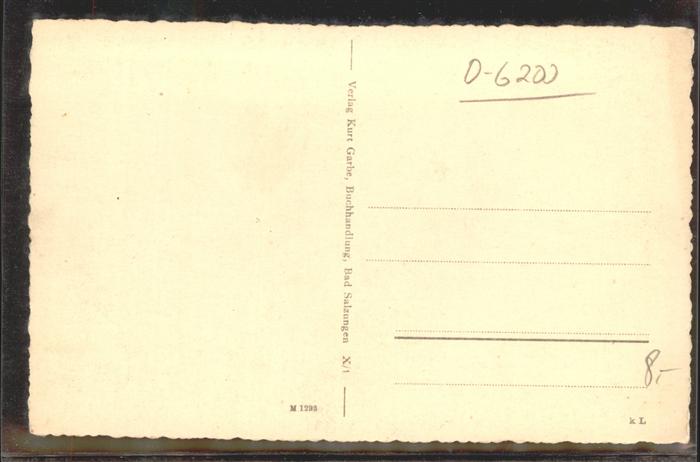 D-6200
Verlag Kurt Garbe, Buchhandlung, Bad Salzungen X/1
8,-
M 1295
k L